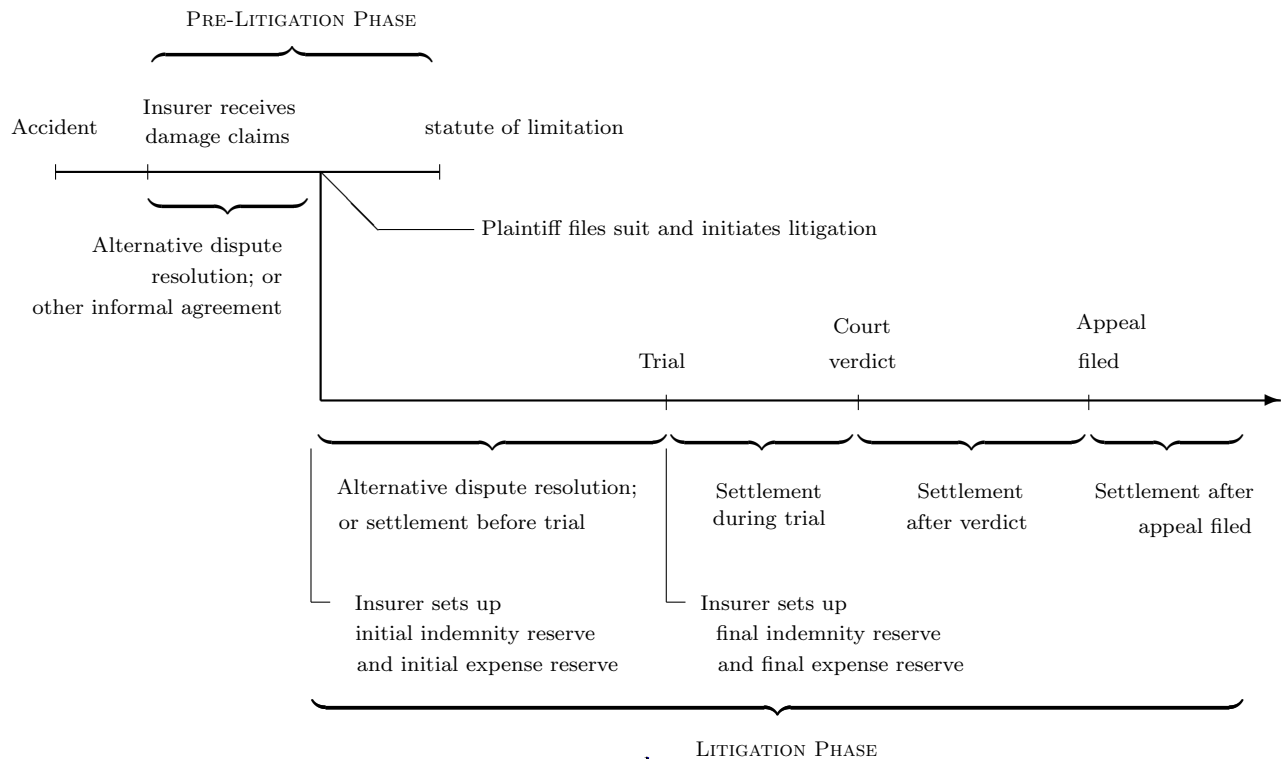 PRE-LITIGATION PHASE
Accident
Insurer receives
damage claims
statute of limitation
Plaintiff files suit and initiates litigation
Alternative dispute
resolution; or
other informal agreement
Trial
Court
verdict
Appeal
filed
Alternative dispute resolution;
or settlement before trial
Settlement
during trial
Settlement
after verdict
Settlement after
appeal filed
Insurer sets up
initial indemnity reserve
and initial expense reserve
Insurer sets up
final indemnity reserve
and final expense reserve
LITIGATION PHASE